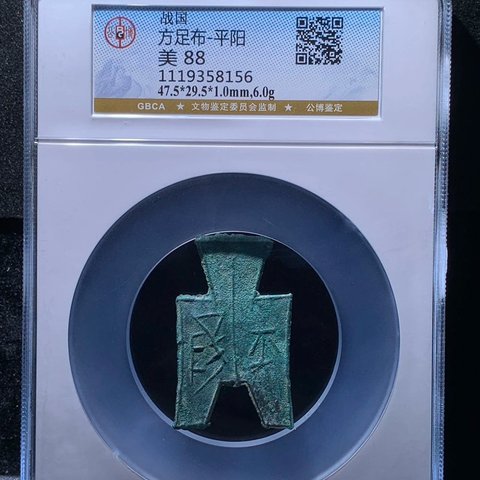 战国
方足布-平阳
美 88
1119358156
47.5*29.5*1.0mm,6.0g
GBCA ★ 文物鉴定委员会监制 ★ 公博鉴定